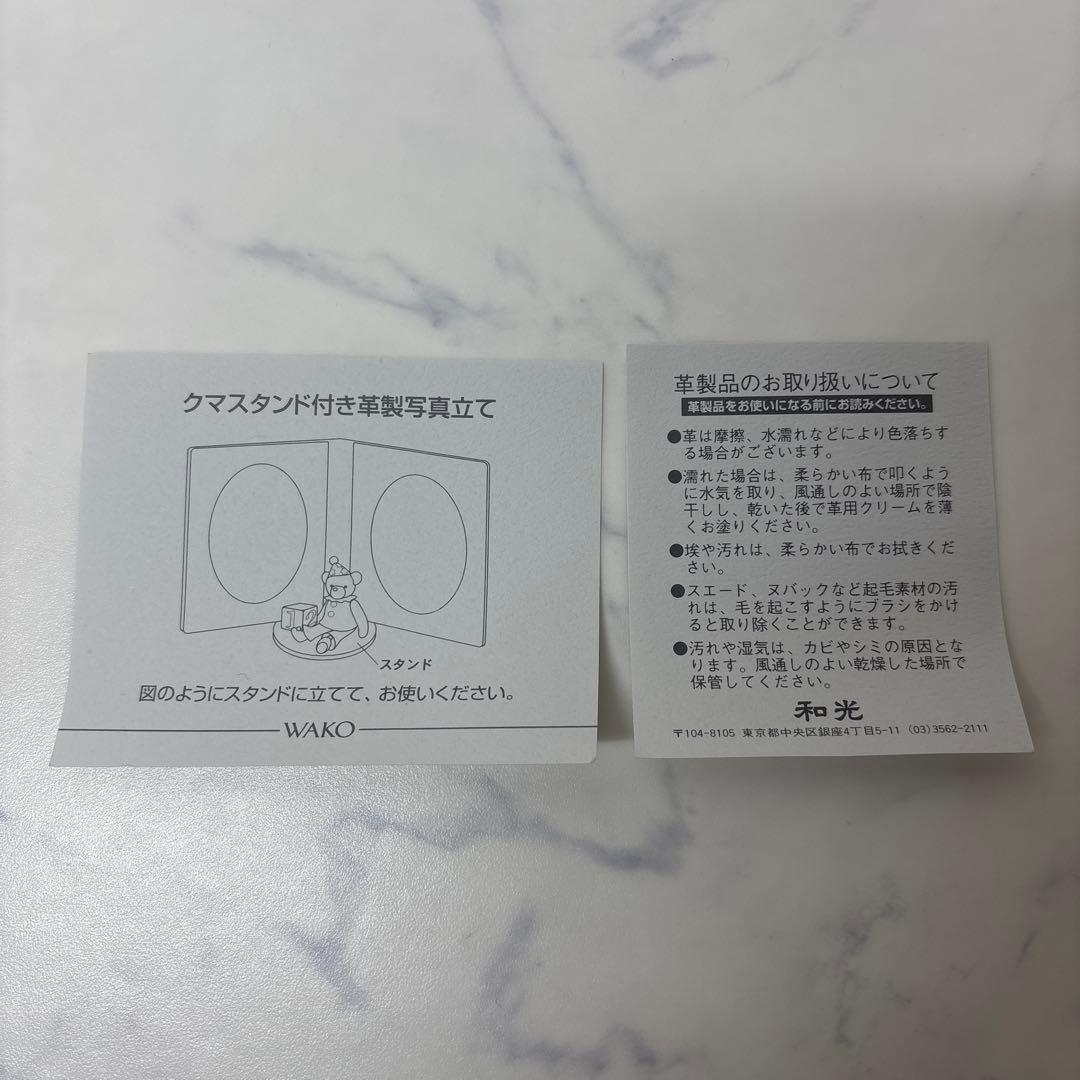 クマスタンド付き革製写真立て
スタンド
図のようにスタンドに立てて、お使いください。
WAKO
革製品のお取り扱いについて
革製品をお使いになる前にお読みください。
●革は摩擦、水濡れなどにより色落ちす
る場合がございます。
●濡れた場合は、柔らかい布で叩くよう
に水気を取り、風通しのよい場所で陰
干しし、乾いた後で革用クリームを薄
くお塗りください。
●埃や汚れは、柔らかい布でお拭きくだ
さい。
●スエード、ヌバックなど起毛素材の汚
れは、毛を起こすようにブラシをかけ
ると取り除くことができます。
●汚れや湿気は、カビやシミの原因とな
ります。風通しのよい乾燥した場所で
保管してください。
和光
〒104-8105 東京都中央区銀座4丁目5-11 (03)3562-2111